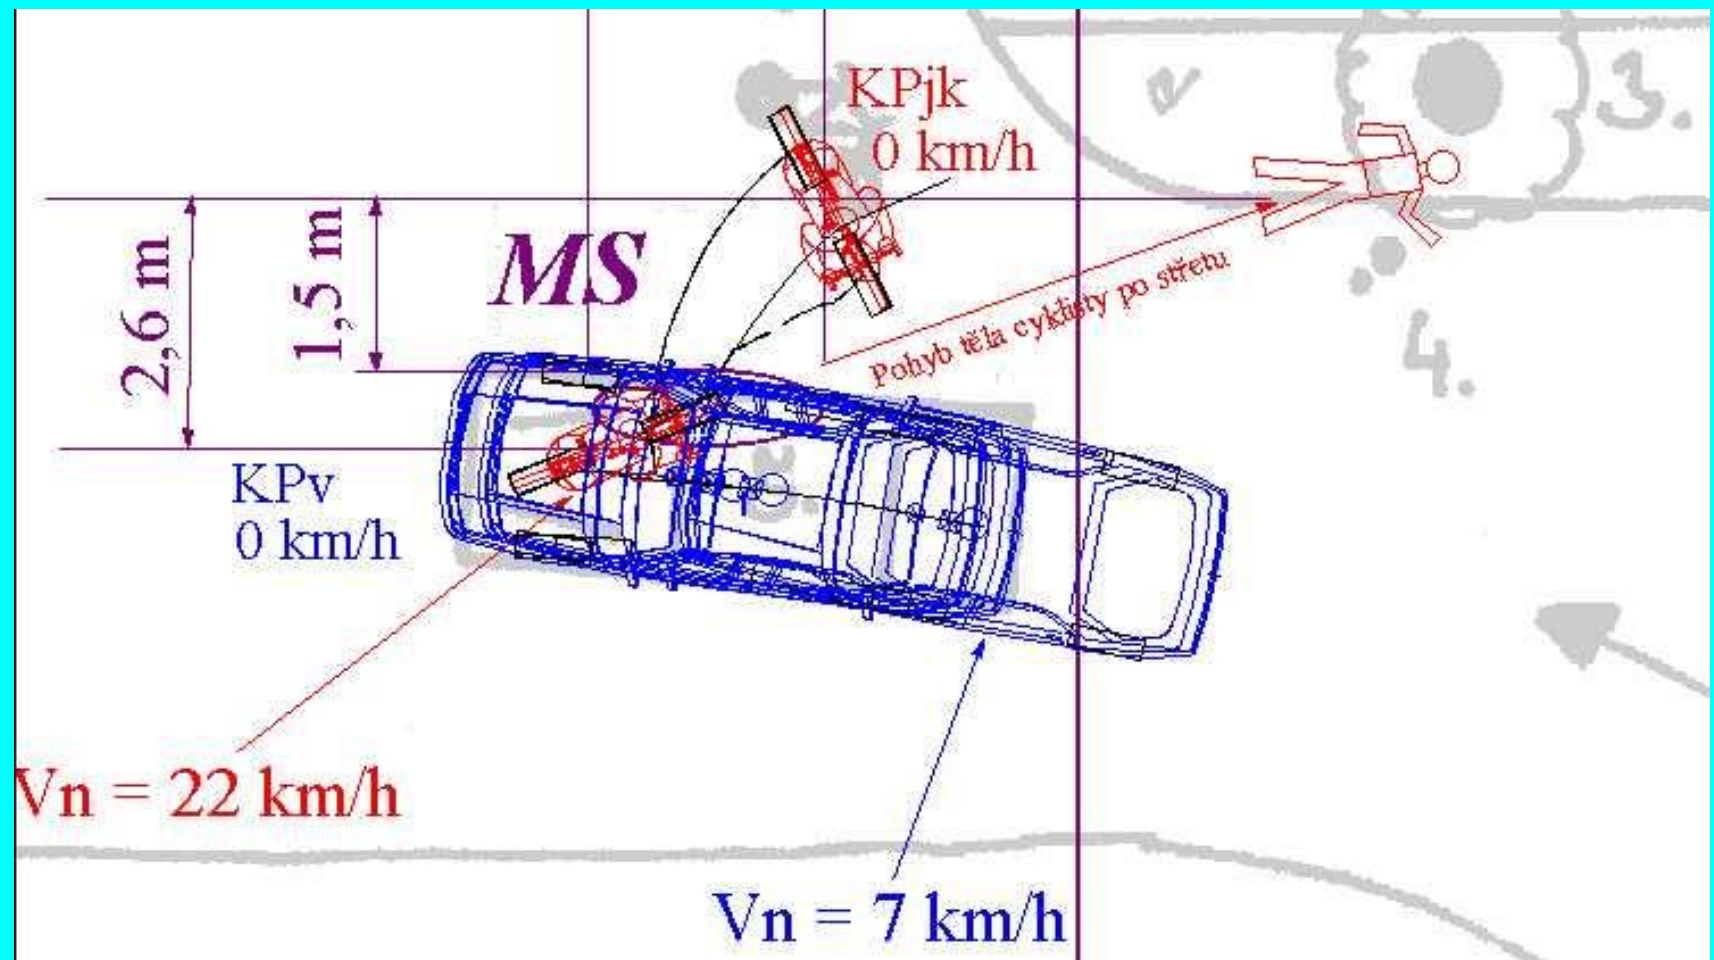 KPjk
0 km/h
2,6 m
1,5 m
MS
Pohyb těla cyklisty po střetu
3.
4.
KPv
0 km/h
Vn = 22 km/h
Vn = 7 km/h